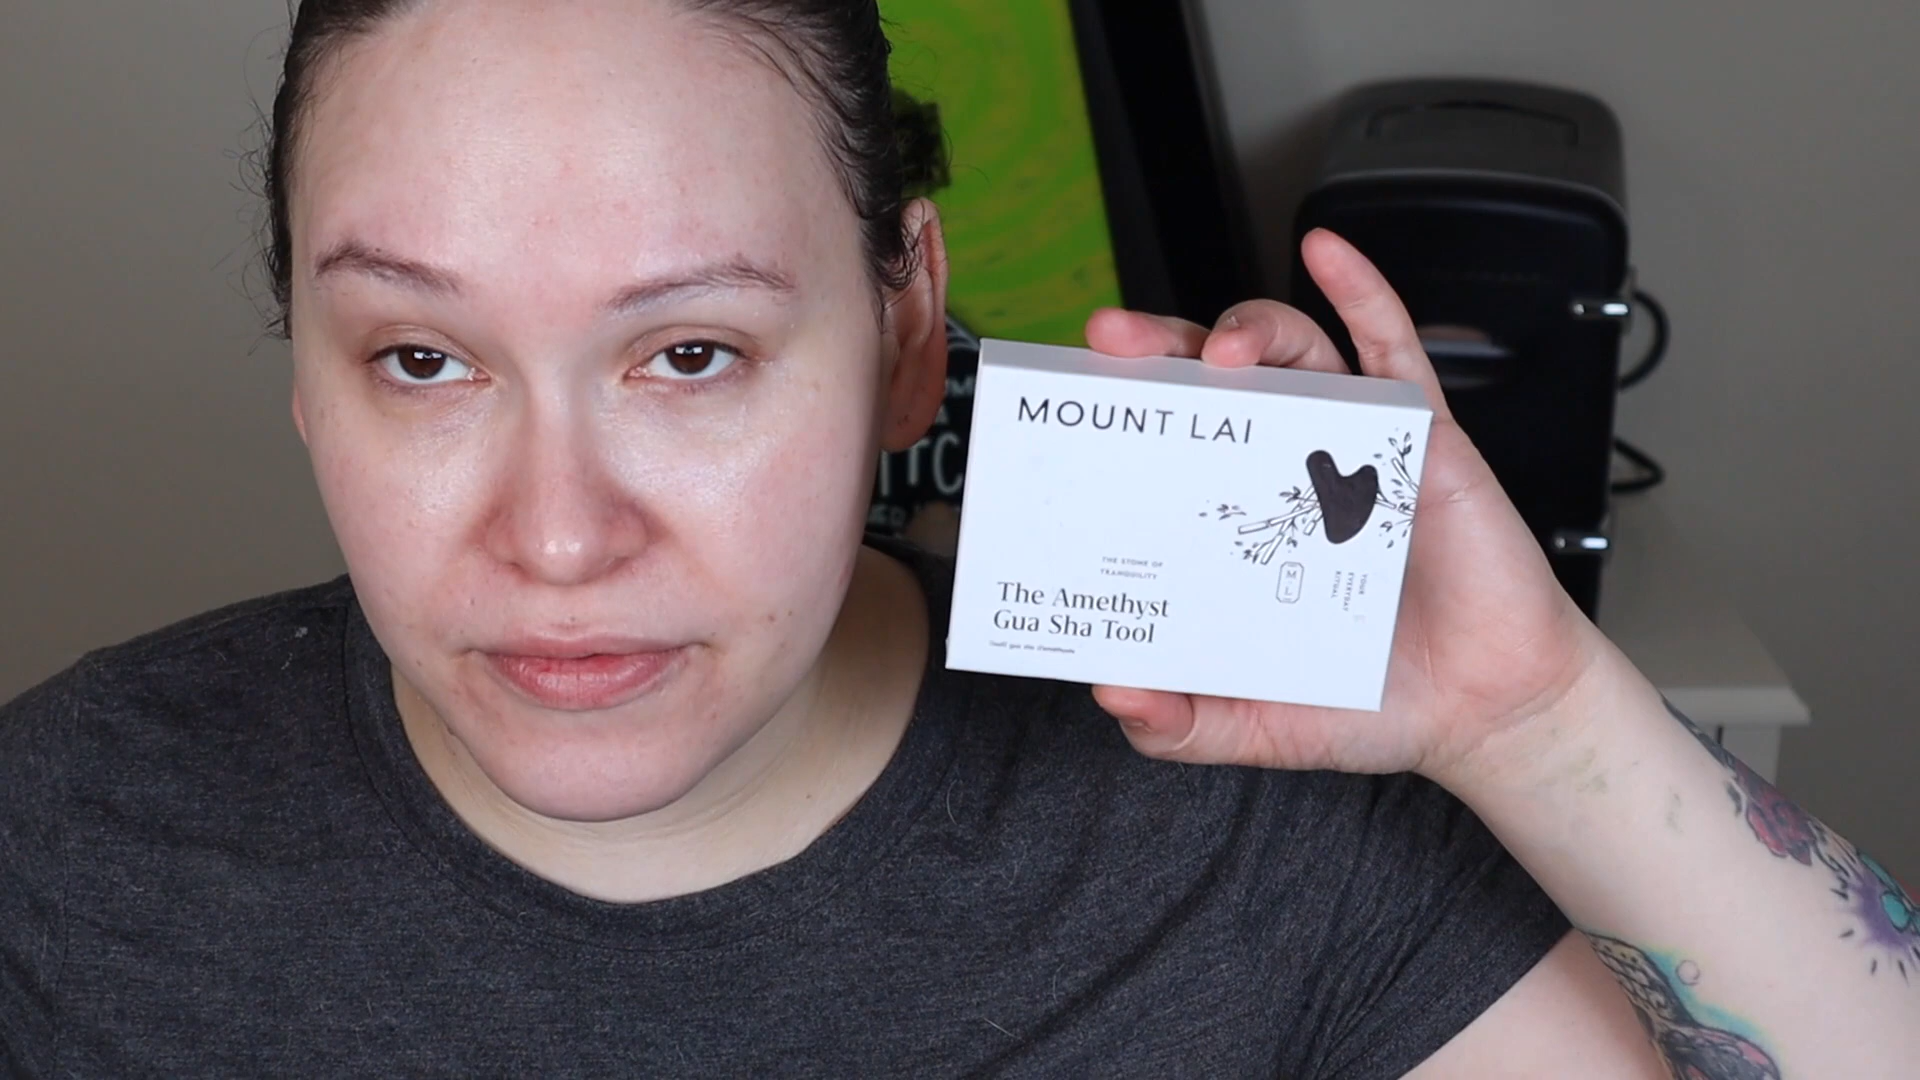 MOUNT LAI
THE STONE OF
TRANQUILITY
The Amethyst
Gua Sha Tool
M
L
YOUR
EVERYDAY
RITUAL